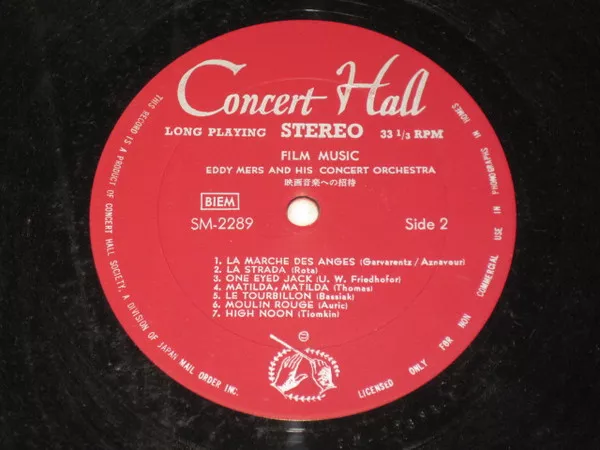 Concert Hall
LONG PLAYING STEREO 33 1/3 RPM
FILM MUSIC
EDDY MERS AND HIS CONCERT ORCHESTRA
映画音楽への招待
BIEM
SM-2289 Side 2
1. LA MARCHE DES ANGES (Garvarentz/Aznavour)
2. LA STRADA (Rota)
3. ONE EYED JACK (U. W. Friedhofer)
4. MATILDA, MATILDA (Thomas)
5. LE TOURBILLON (Bassiak)
6. MOULIN ROUGE (Auric)
7. HIGH NOON (Tiomkin)
THIS RECORD IS A PRODUCT OF CONCERT HALL SOCIETY, A DIVISION OF JAPAN MAIL ORDER INC.
LICENSED ONLY FOR NON COMMERCIAL USE IN PHONOGRAPHS IN HOMES